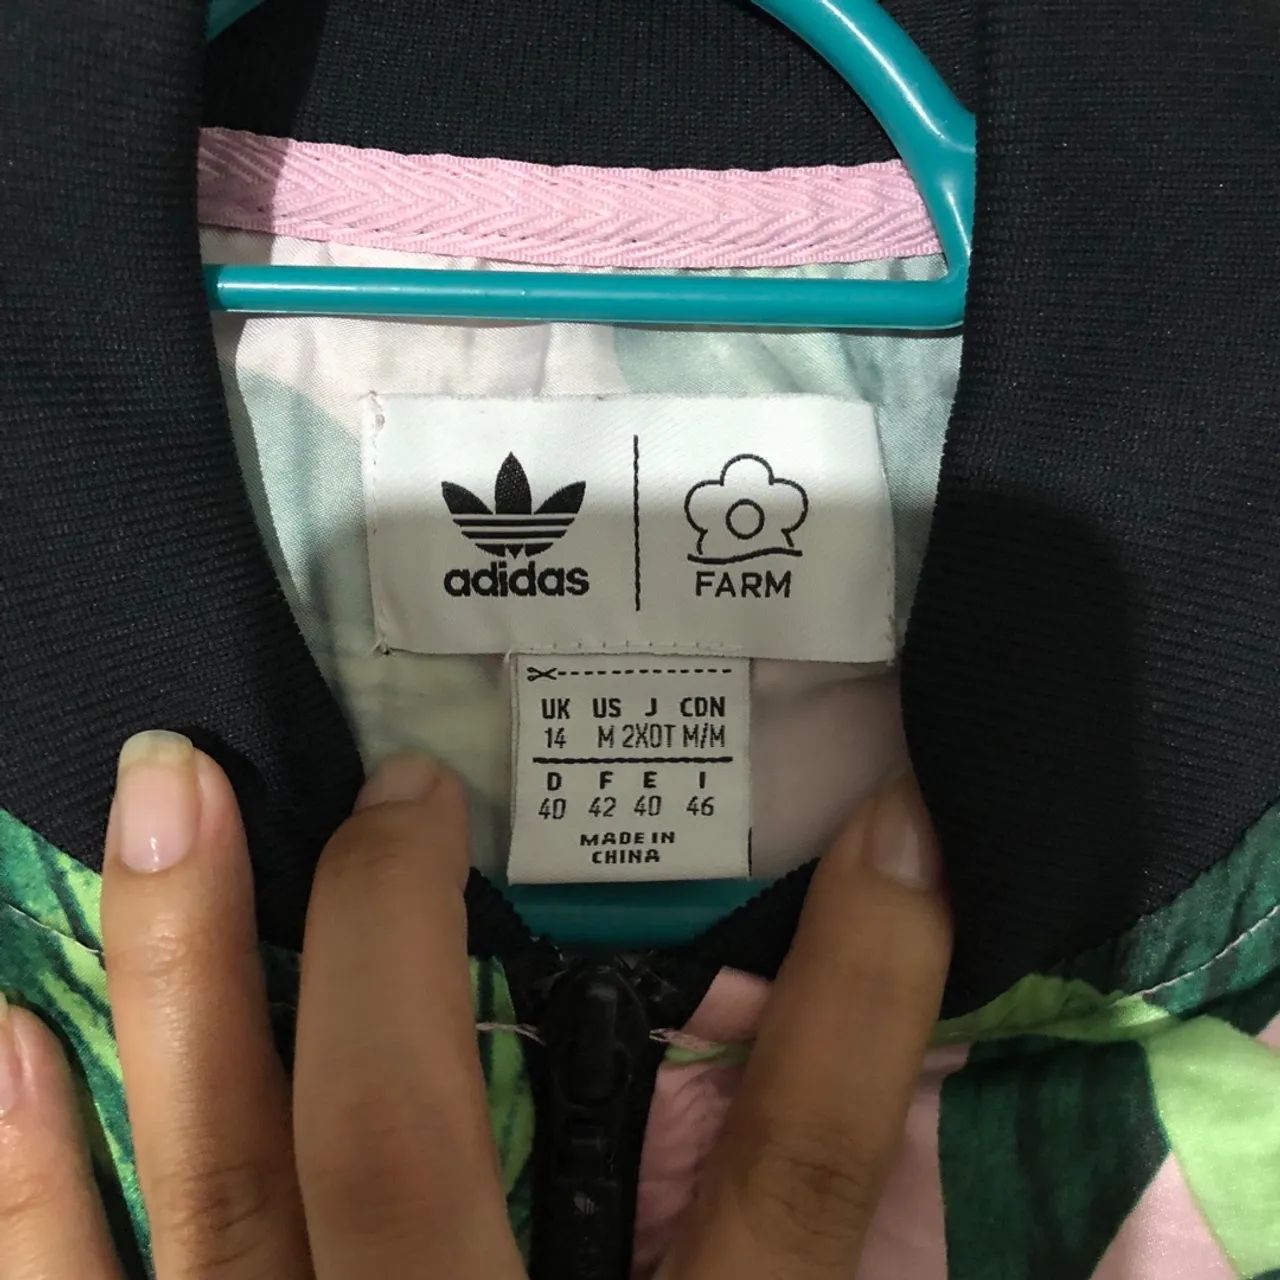 adidas
FARM
UK US J CDN
14 M 2XOT M/M
D F E I
40 42 40 46
MADE IN
CHINA